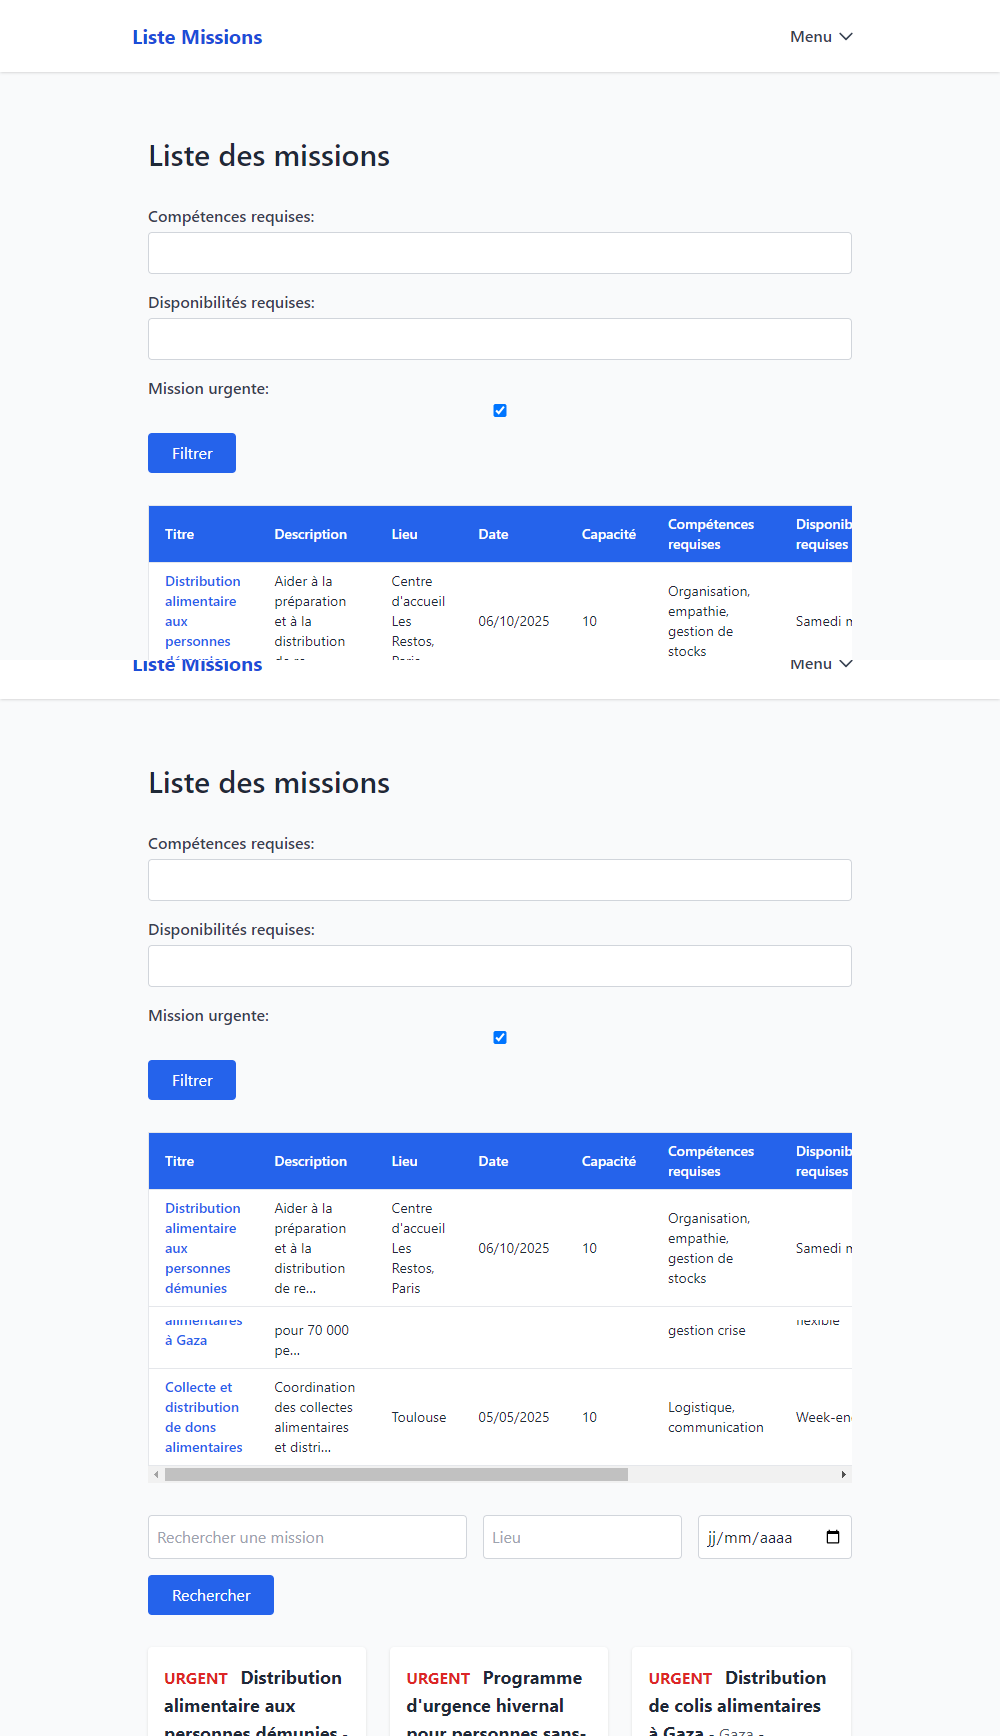 Liste Missions
Menu
Liste des missions
Compétences requises:
Disponibilités requises:
Mission urgente:
Filtrer
Titre Description Lieu Date Capacité Compétences requises Disponib requises
Distribution Aider à la Centre
alimentaire préparation d'accueil
aux et à la Les
personnes distribution Restos,
06/10/2025 10
Organisation,
empathie,
gestion de
stocks
Samedi
Liste Missions
Menu
Liste des missions
Compétences requises:
Disponibilités requises:
Mission urgente:
Filtrer
Titre Description Lieu Date Capacité Compétences requises Disponib requises
Distribution
alimentaire
aux
personnes
démunies
Aider à la
préparation
et à la
distribution
de re...
Centre
d'accueil
Les
Restos,
Paris
06/10/2025 10
Organisation,
empathie,
gestion de
stocks
Samedi
alimentaires
à Gaza
pour 70 000
pe...
gestion crise
flexible
Collecte et
distribution
de dons
alimentaires
Coordination
des collectes
alimentaires
et distri...
Toulouse
05/05/2025 10
Logistique,
communication
Week-en
Rechercher une mission
Lieu
jj/mm/aaaa
Rechercher
URGENT Distribution
alimentaire aux
personnes démunies -
URGENT Programme
d'urgence hivernal
pour personnes sans-
URGENT Distribution
de colis alimentaires
à Gaza - Gaza -